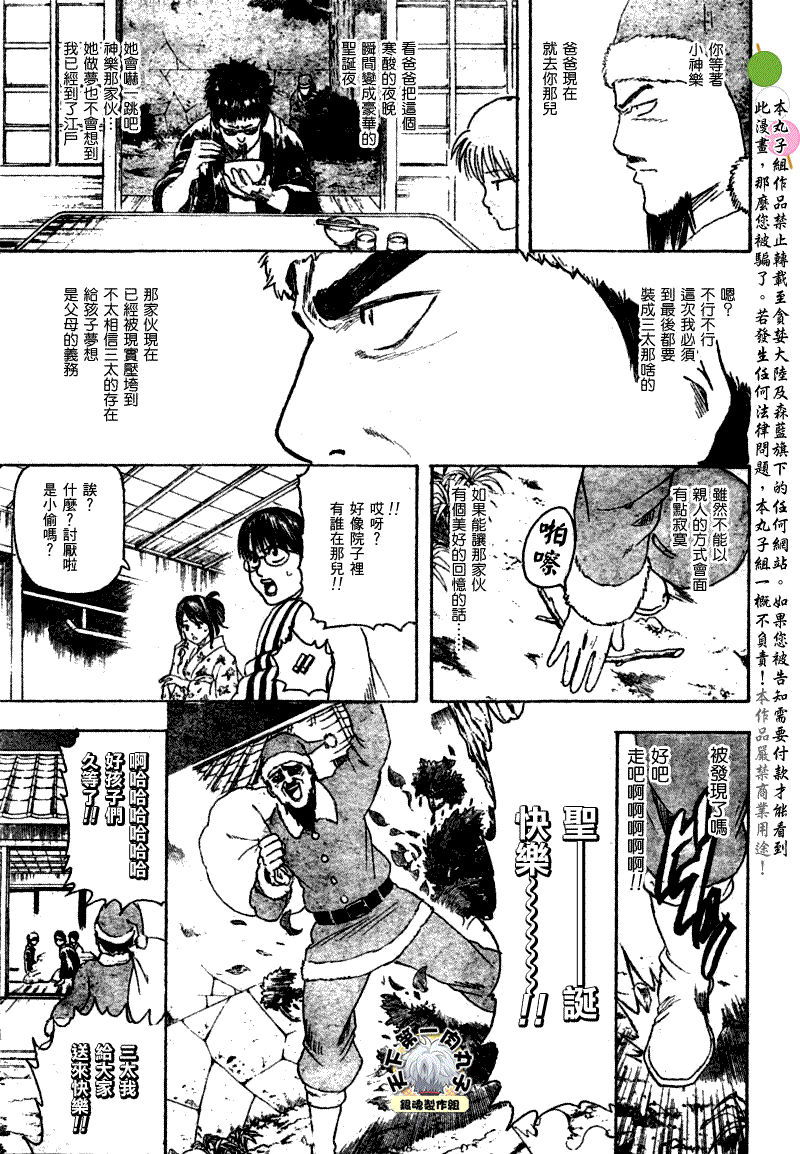 你等著
小神樂
爸爸現在
就去你那兒
看爸爸把這個
寒酸的夜晚
瞬間變成豪華的
聖誕夜
她會嚇一跳吧
神樂那家伙…
她做夢也不會想到
我已經到了江戶
嗯?
不行不行
這次我必須
到最後都要
裝成三太那啥的
那家伙現在
已經被現實壓垮到
不太相信三太的存在
給孩子夢想
是父母的義務
雖然不能以
親人的方式會面
有點寂寞
啪嚓
如果能讓那家伙
有個美好的回憶的話……
!!
哎呀?
好像院子裡
有誰在那兒!!
誒?
什麼?討厭啦
是小偷嗎?
被發現了嗎
好吧
走吧啊啊啊啊啊!!
聖——誕
快樂~~~~~!!
啊哈哈哈哈哈哈
好孩子們
久等了!!
三太我
給大家
送來快樂!!
天下第一丸子
銀魂製作組
本丸子組作品禁止轉載至貪婪大陸及森藍旗下的任何網站。如果您被告知需要付款才能看到
此漫畫,那麼您被騙了。若發生任何法律問題,本丸子組一概不負責!本作品嚴禁商業用途!